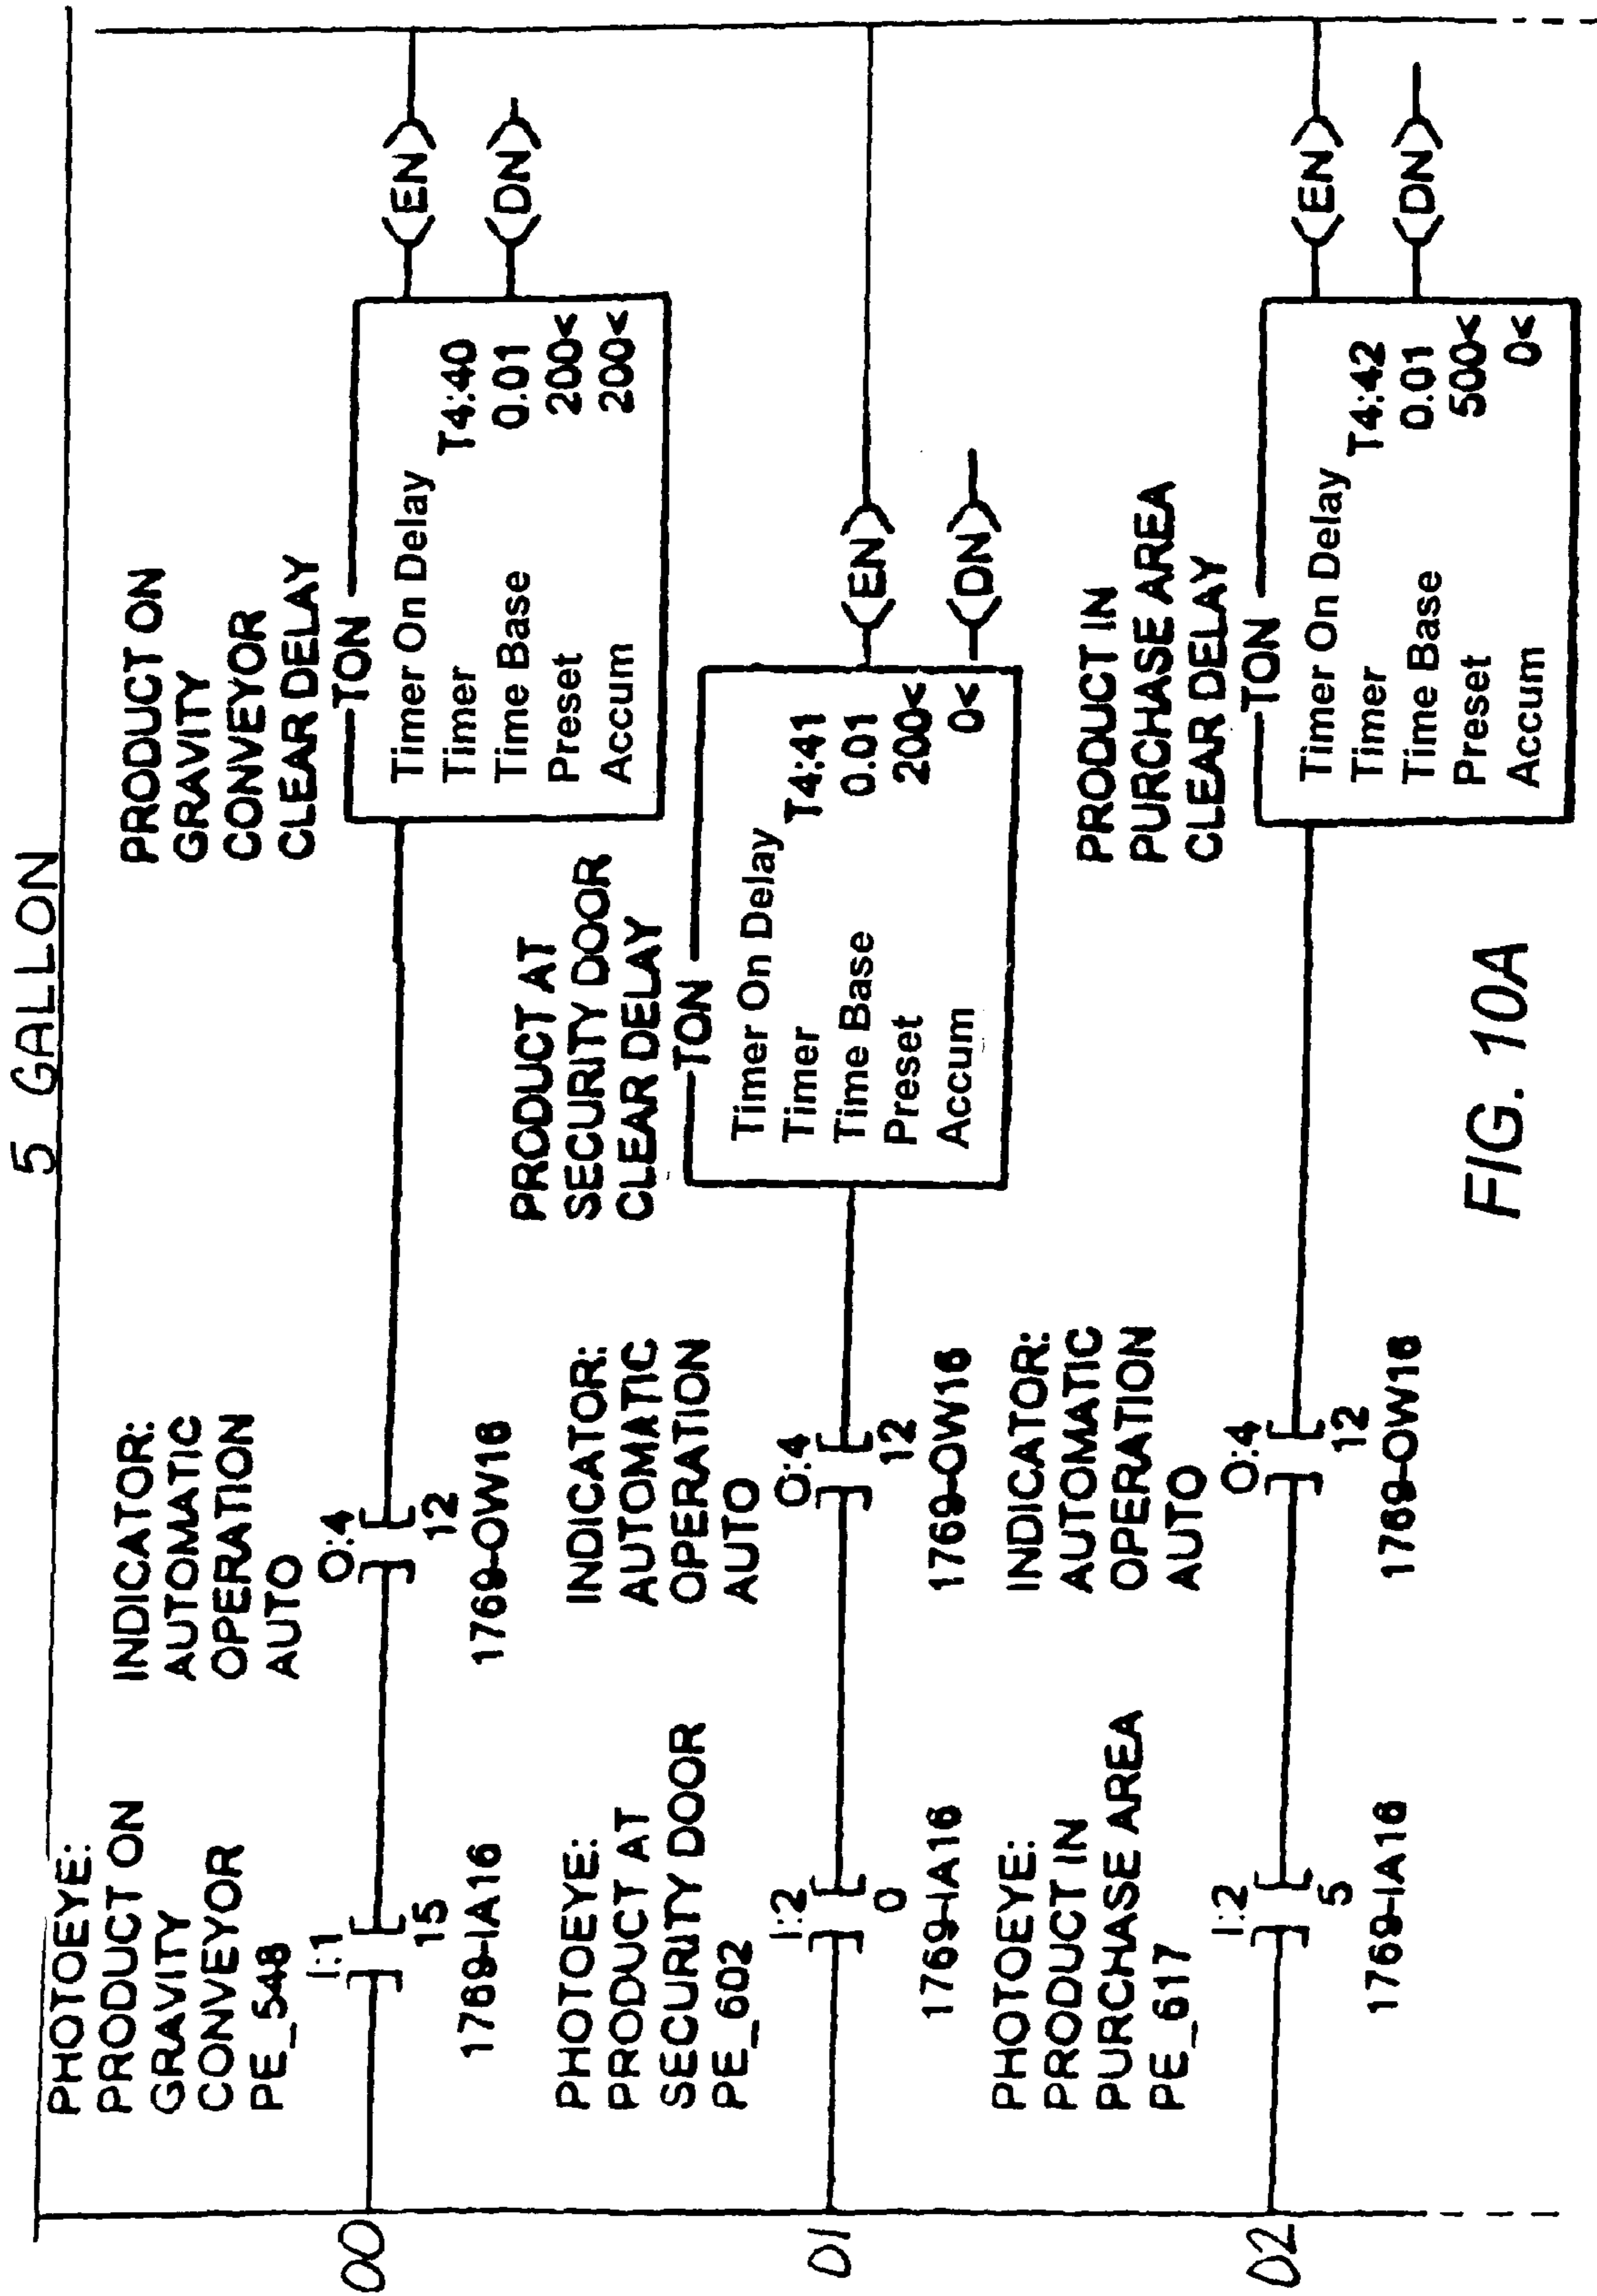 5 GALLON
PHOTOEYE:
PRODUCT ON
GRAVITY
CONVEYOR
PE_548
I:1
15
1769-IA16
INDICATOR:
AUTOMATIC
OPERATION
AUTO
O:4
12
1769-OW16
PRODUCT ON
GRAVITY
CONVEYOR
CLEAR DELAY
TON
Timer On Delay
Timer T4:40
Time Base 0.01
Preset 200<
Accum 200<
EN
DN
00
PHOTOEYE:
PRODUCT AT
SECURITY DOOR
PE_602
I:2
0
1769-IA16
INDICATOR:
AUTOMATIC
OPERATION
AUTO
O:4
12
1769-OW16
PRODUCT AT
SECURITY DOOR
CLEAR DELAY
TON
Timer On Delay
Timer T4:41
Time Base 0.01
Preset 200<
Accum 0<
EN
DN
01
PHOTOEYE:
PRODUCT IN
PURCHASE AREA
PE_617
I:2
5
1769-IA16
INDICATOR:
AUTOMATIC
OPERATION
AUTO
O:4
12
1769-OW16
PRODUCT IN
PURCHASE AREA
CLEAR DELAY
TON
Timer On Delay
Timer T4:42
Time Base 0.01
Preset 500<
Accum 0<
EN
DN
02
FIG. 10A